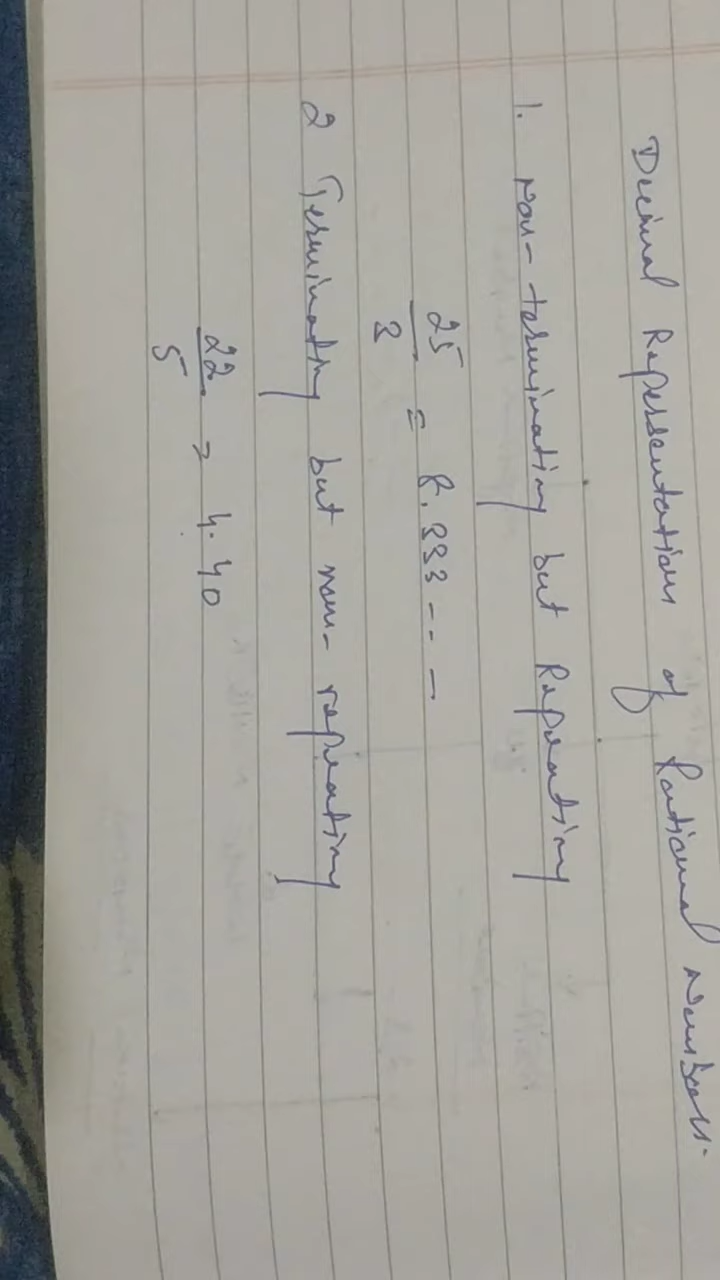 Decimal Representation of Rational Numbers.
1. Non-terminating but Repeating
25/3 = 8.333---
2 Terminating but non-repeating
22/5 = 4.40